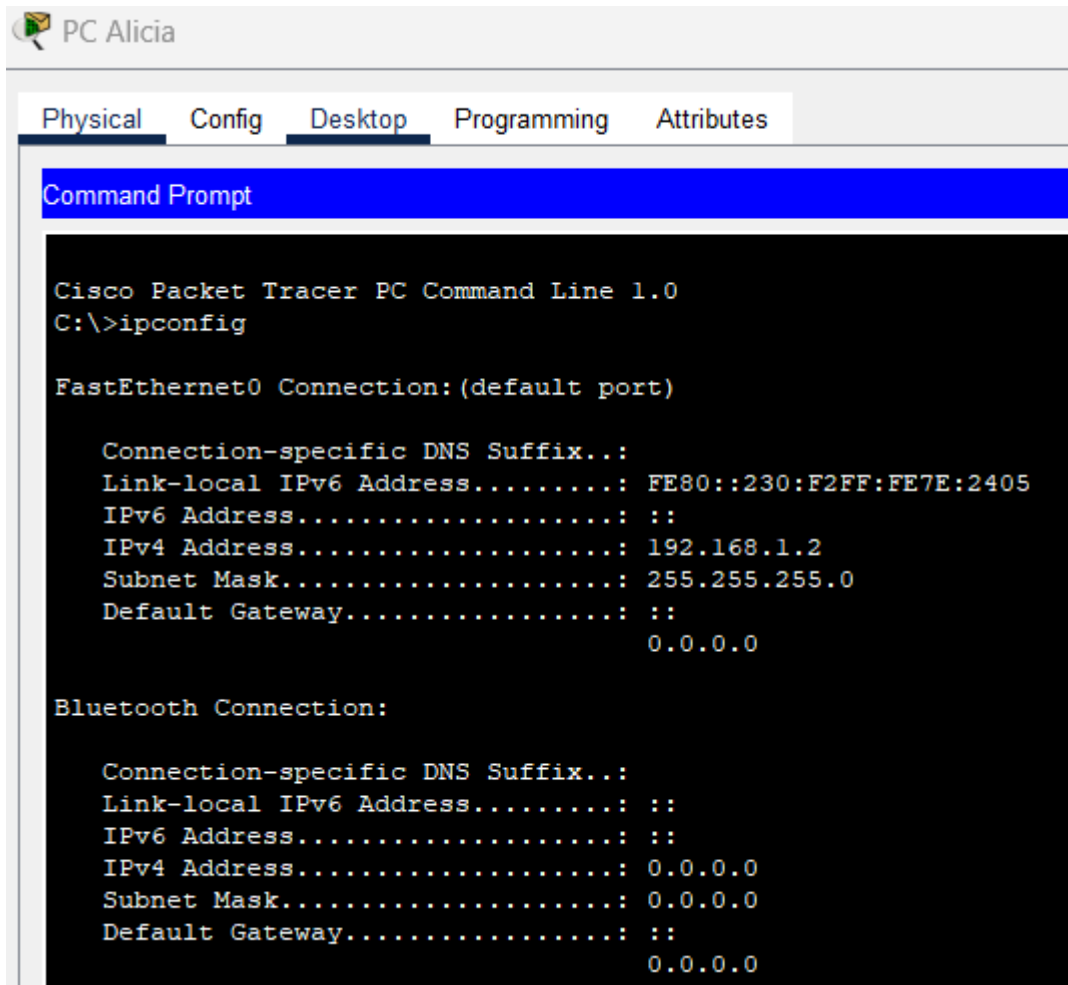 PC Alicia
Physical Config Desktop Programming Attributes
Command Prompt
Cisco Packet Tracer PC Command Line 1.0
C:\>ipconfig
FastEthernet0 Connection:(default port)
Connection-specific DNS Suffix..:
Link-local IPv6 Address.........: FE80::230:F2FF:FE7E:2405
IPv6 Address....................: ::
IPv4 Address....................: 192.168.1.2
Subnet Mask.....................: 255.255.255.0
Default Gateway.................: ::
0.0.0.0
Bluetooth Connection:
Connection-specific DNS Suffix..:
Link-local IPv6 Address.........: ::
IPv6 Address....................: ::
IPv4 Address....................: 0.0.0.0
Subnet Mask.....................: 0.0.0.0
Default Gateway.................: ::
0.0.0.0